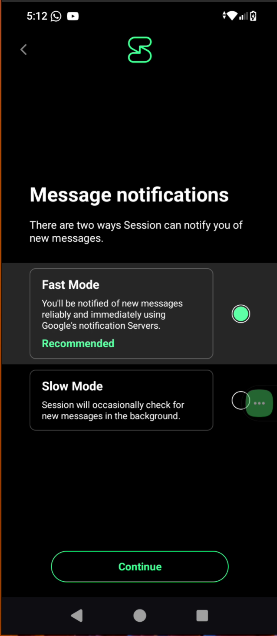 5:12
Message notifications
There are two ways Session can notify you of
new messages.
Fast Mode
You'll be notified of new messages
reliably and immediately using
Google's notification Servers.
Recommended
Slow Mode
Session will occasionally check for
new messages in the background.
Continue